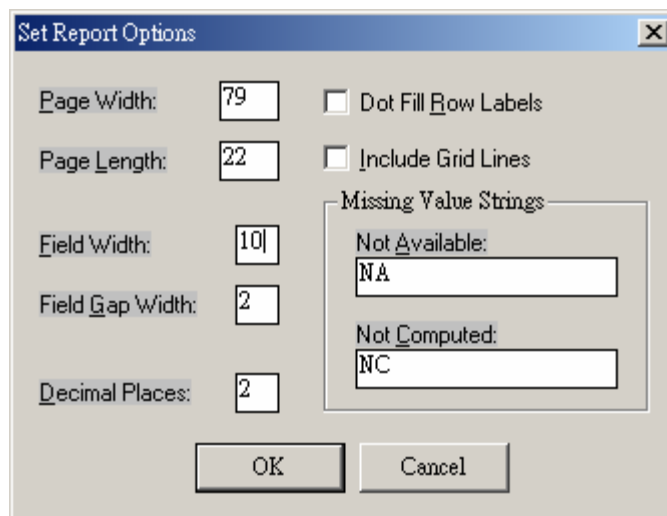 Set Report Options
Page Width: 79
Dot Fill Row Labels
Page Length: 22
Include Grid Lines
Missing Value Strings
Field Width: 10
Not Available:
NA
Field Gap Width: 2
Not Computed:
NC
Decimal Places: 2
OK
Cancel